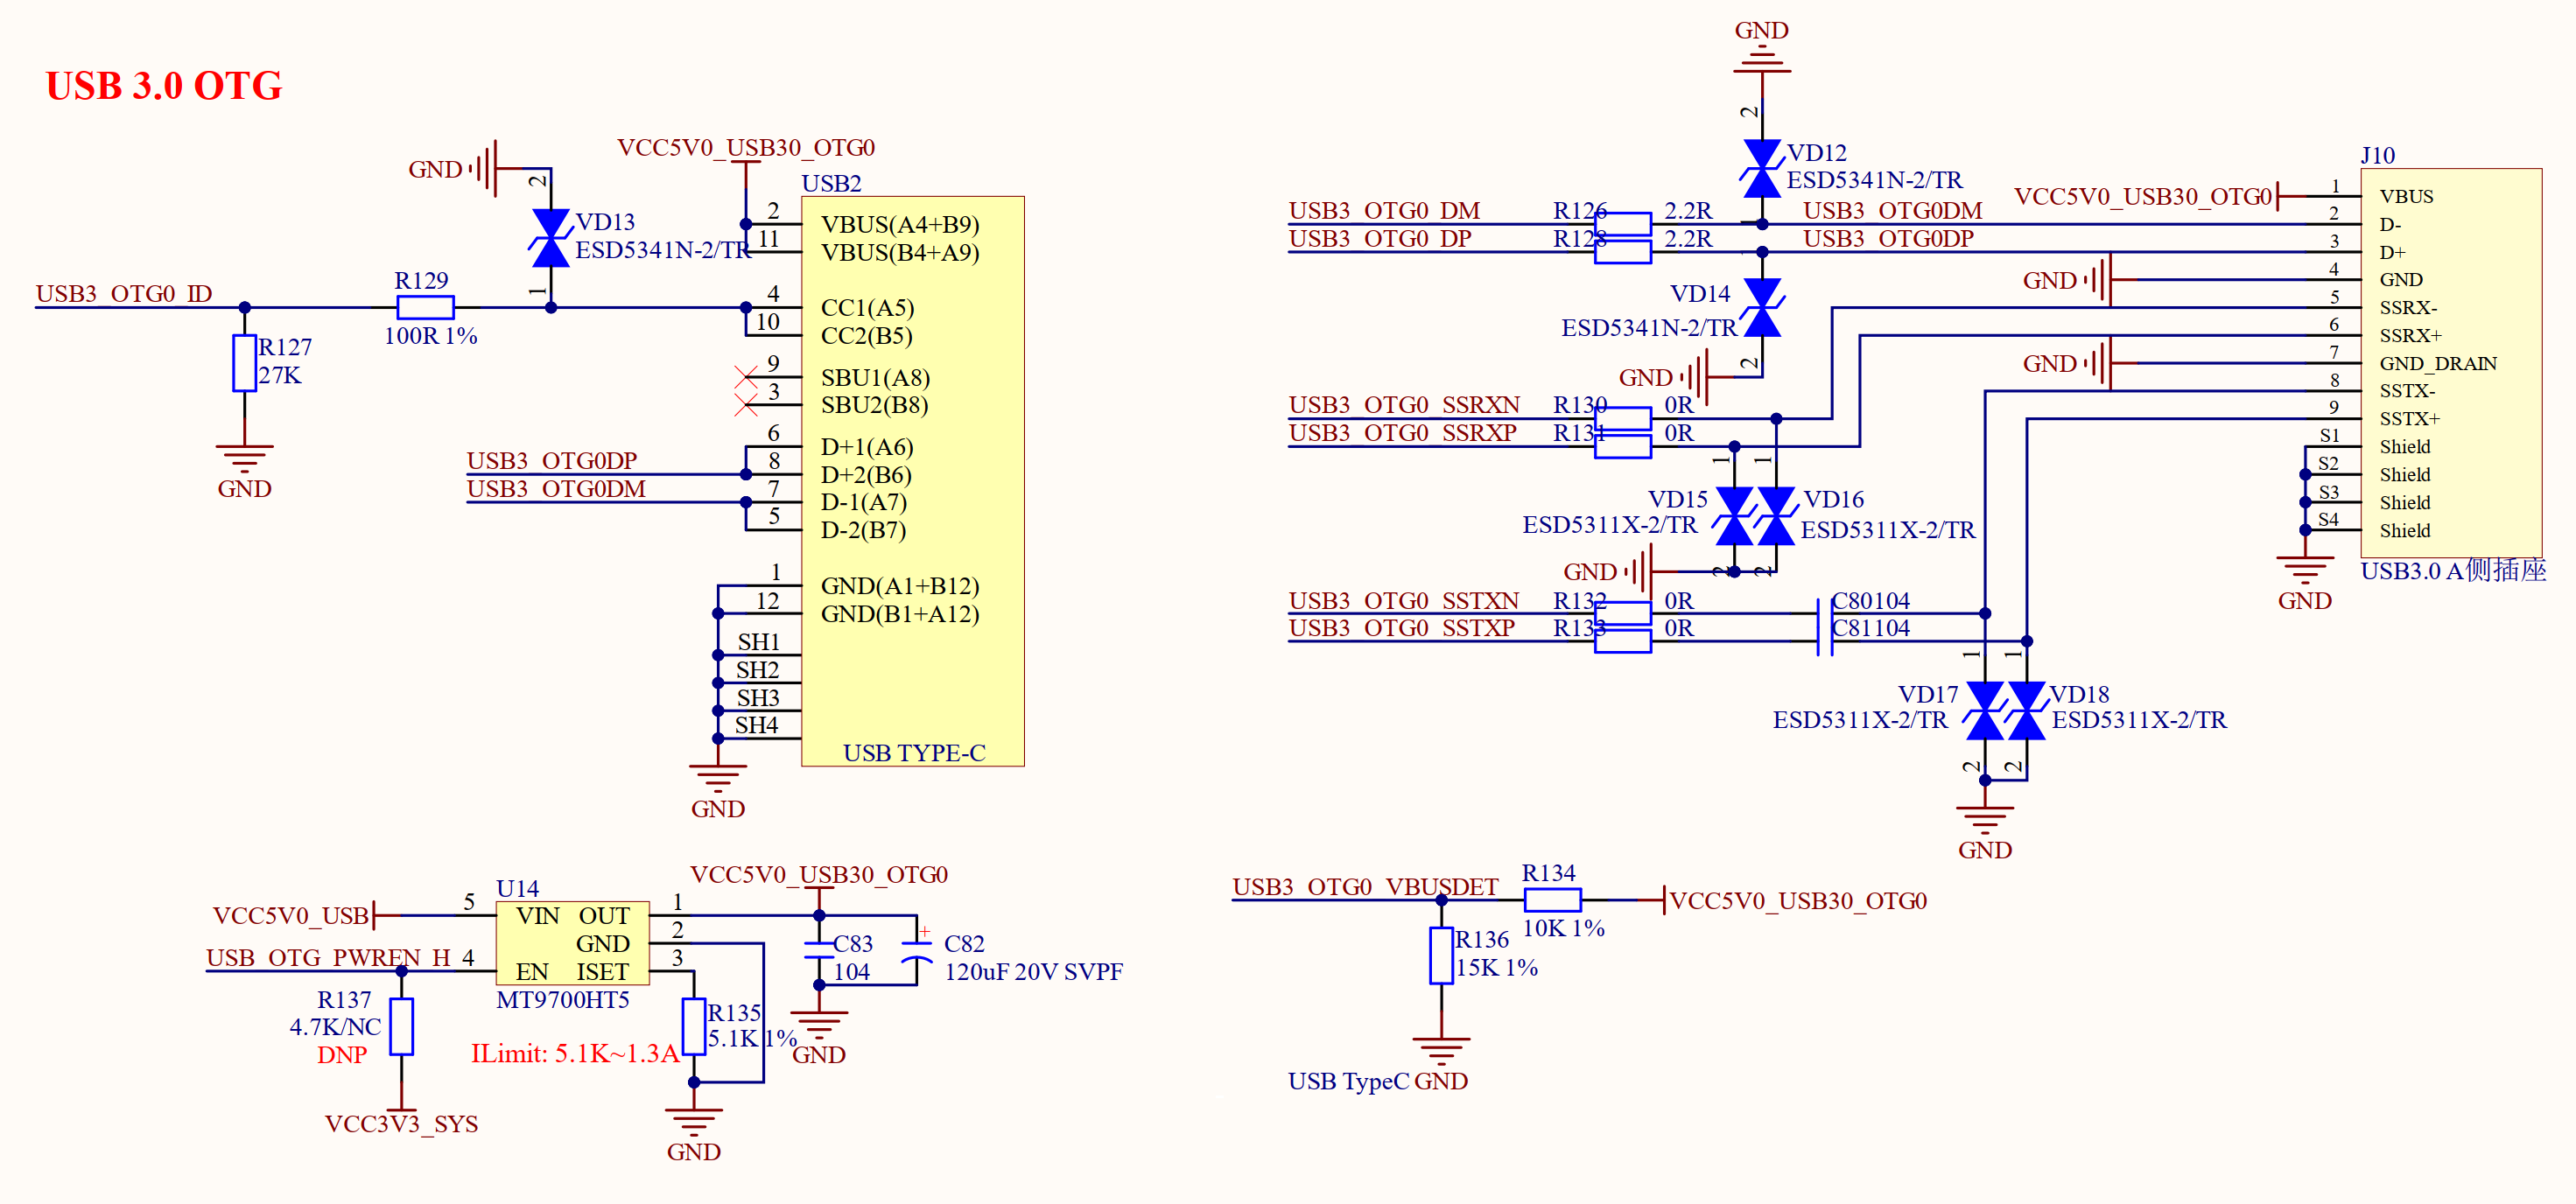 USB 3.0 OTG
GND
2
VD13
ESD5341N-2/TR
1
USB3_OTG0_ID
R129
100R 1%
R127
27K
GND
VCC5V0_USB30_OTG0
USB2
2
VBUS(A4+B9)
11
VBUS(B4+A9)
4
CC1(A5)
10
CC2(B5)
9
SBU1(A8)
3
SBU2(B8)
6
D+1(A6)
USB3_OTG0DP
8
D+2(B6)
USB3_OTG0DM
7
D-1(A7)
5
D-2(B7)
1
GND(A1+B12)
12
GND(B1+A12)
SH1
SH2
SH3
SH4
USB TYPE-C
GND
GND
2
VD12
ESD5341N-2/TR
USB3_OTG0_DM
R126
2.2R
USB3_OTG0DM
USB3_OTG0_DP
R128
2.2R
1
USB3_OTG0DP
VD14
ESD5341N-2/TR
2
GND
USB3_OTG0_SSRXN
R130
0R
USB3_OTG0_SSRXP
R131
0R
1
1
VD15
ESD5311X-2/TR
VD16
ESD5311X-2/TR
GND
2
2
USB3_OTG0_SSTXN
R132
0R
C80104
USB3_OTG0_SSTXP
R133
0R
C81104
1
1
VD17
ESD5311X-2/TR
VD18
ESD5311X-2/TR
2
2
GND
J10
VCC5V0_USB30_OTG0
1
VBUS
2
D-
3
D+
GND
4
GND
5
SSRX-
6
SSRX+
GND
7
GND_DRAIN
8
SSTX-
9
SSTX+
S1
Shield
S2
Shield
S3
Shield
S4
Shield
USB3.0 A侧插座
GND
VCC5V0_USB30_OTG0
U14
VCC5V0_USB
5
VIN
OUT
1
GND
2
USB_OTG_PWREN_H
4
EN
ISET
3
MT9700HT5
R137
4.7K/NC
DNP
VCC3V3_SYS
ILimit: 5.1K~1.3A
R135
5.1K 1%
GND
C83
104
+
C82
120uF 20V SVPF
GND
USB3_OTG0_VBUSDET
R134
10K 1%
VCC5V0_USB30_OTG0
R136
15K 1%
USB TypeC
GND